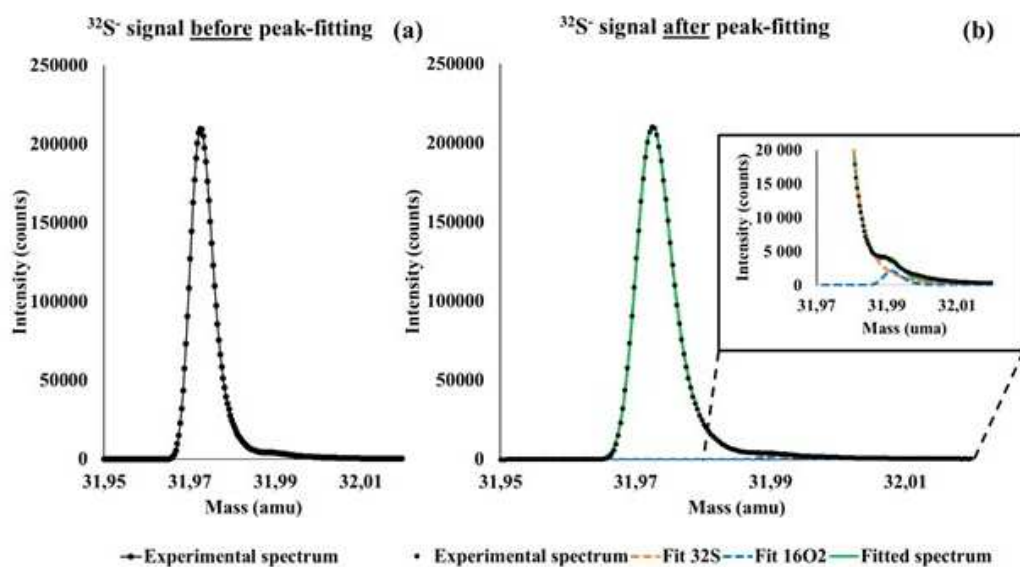 ³²S⁻ signal before peak-fitting (a)
250000
200000
150000
100000
50000
0
Intensity (counts)
31,95 31,97 31,99 32,01
Mass (amu)
Experimental spectrum
³²S⁻ signal after peak-fitting (b)
250000
200000
150000
100000
50000
0
Intensity (counts)
31,95 31,97 31,99 32,01
Mass (amu)
20 000
15 000
10 000
5 000
0
Intensity (counts)
31,97 31,99 32,01
Mass (uma)
Experimental spectrum Fit 32S Fit 16O2 Fitted spectrum